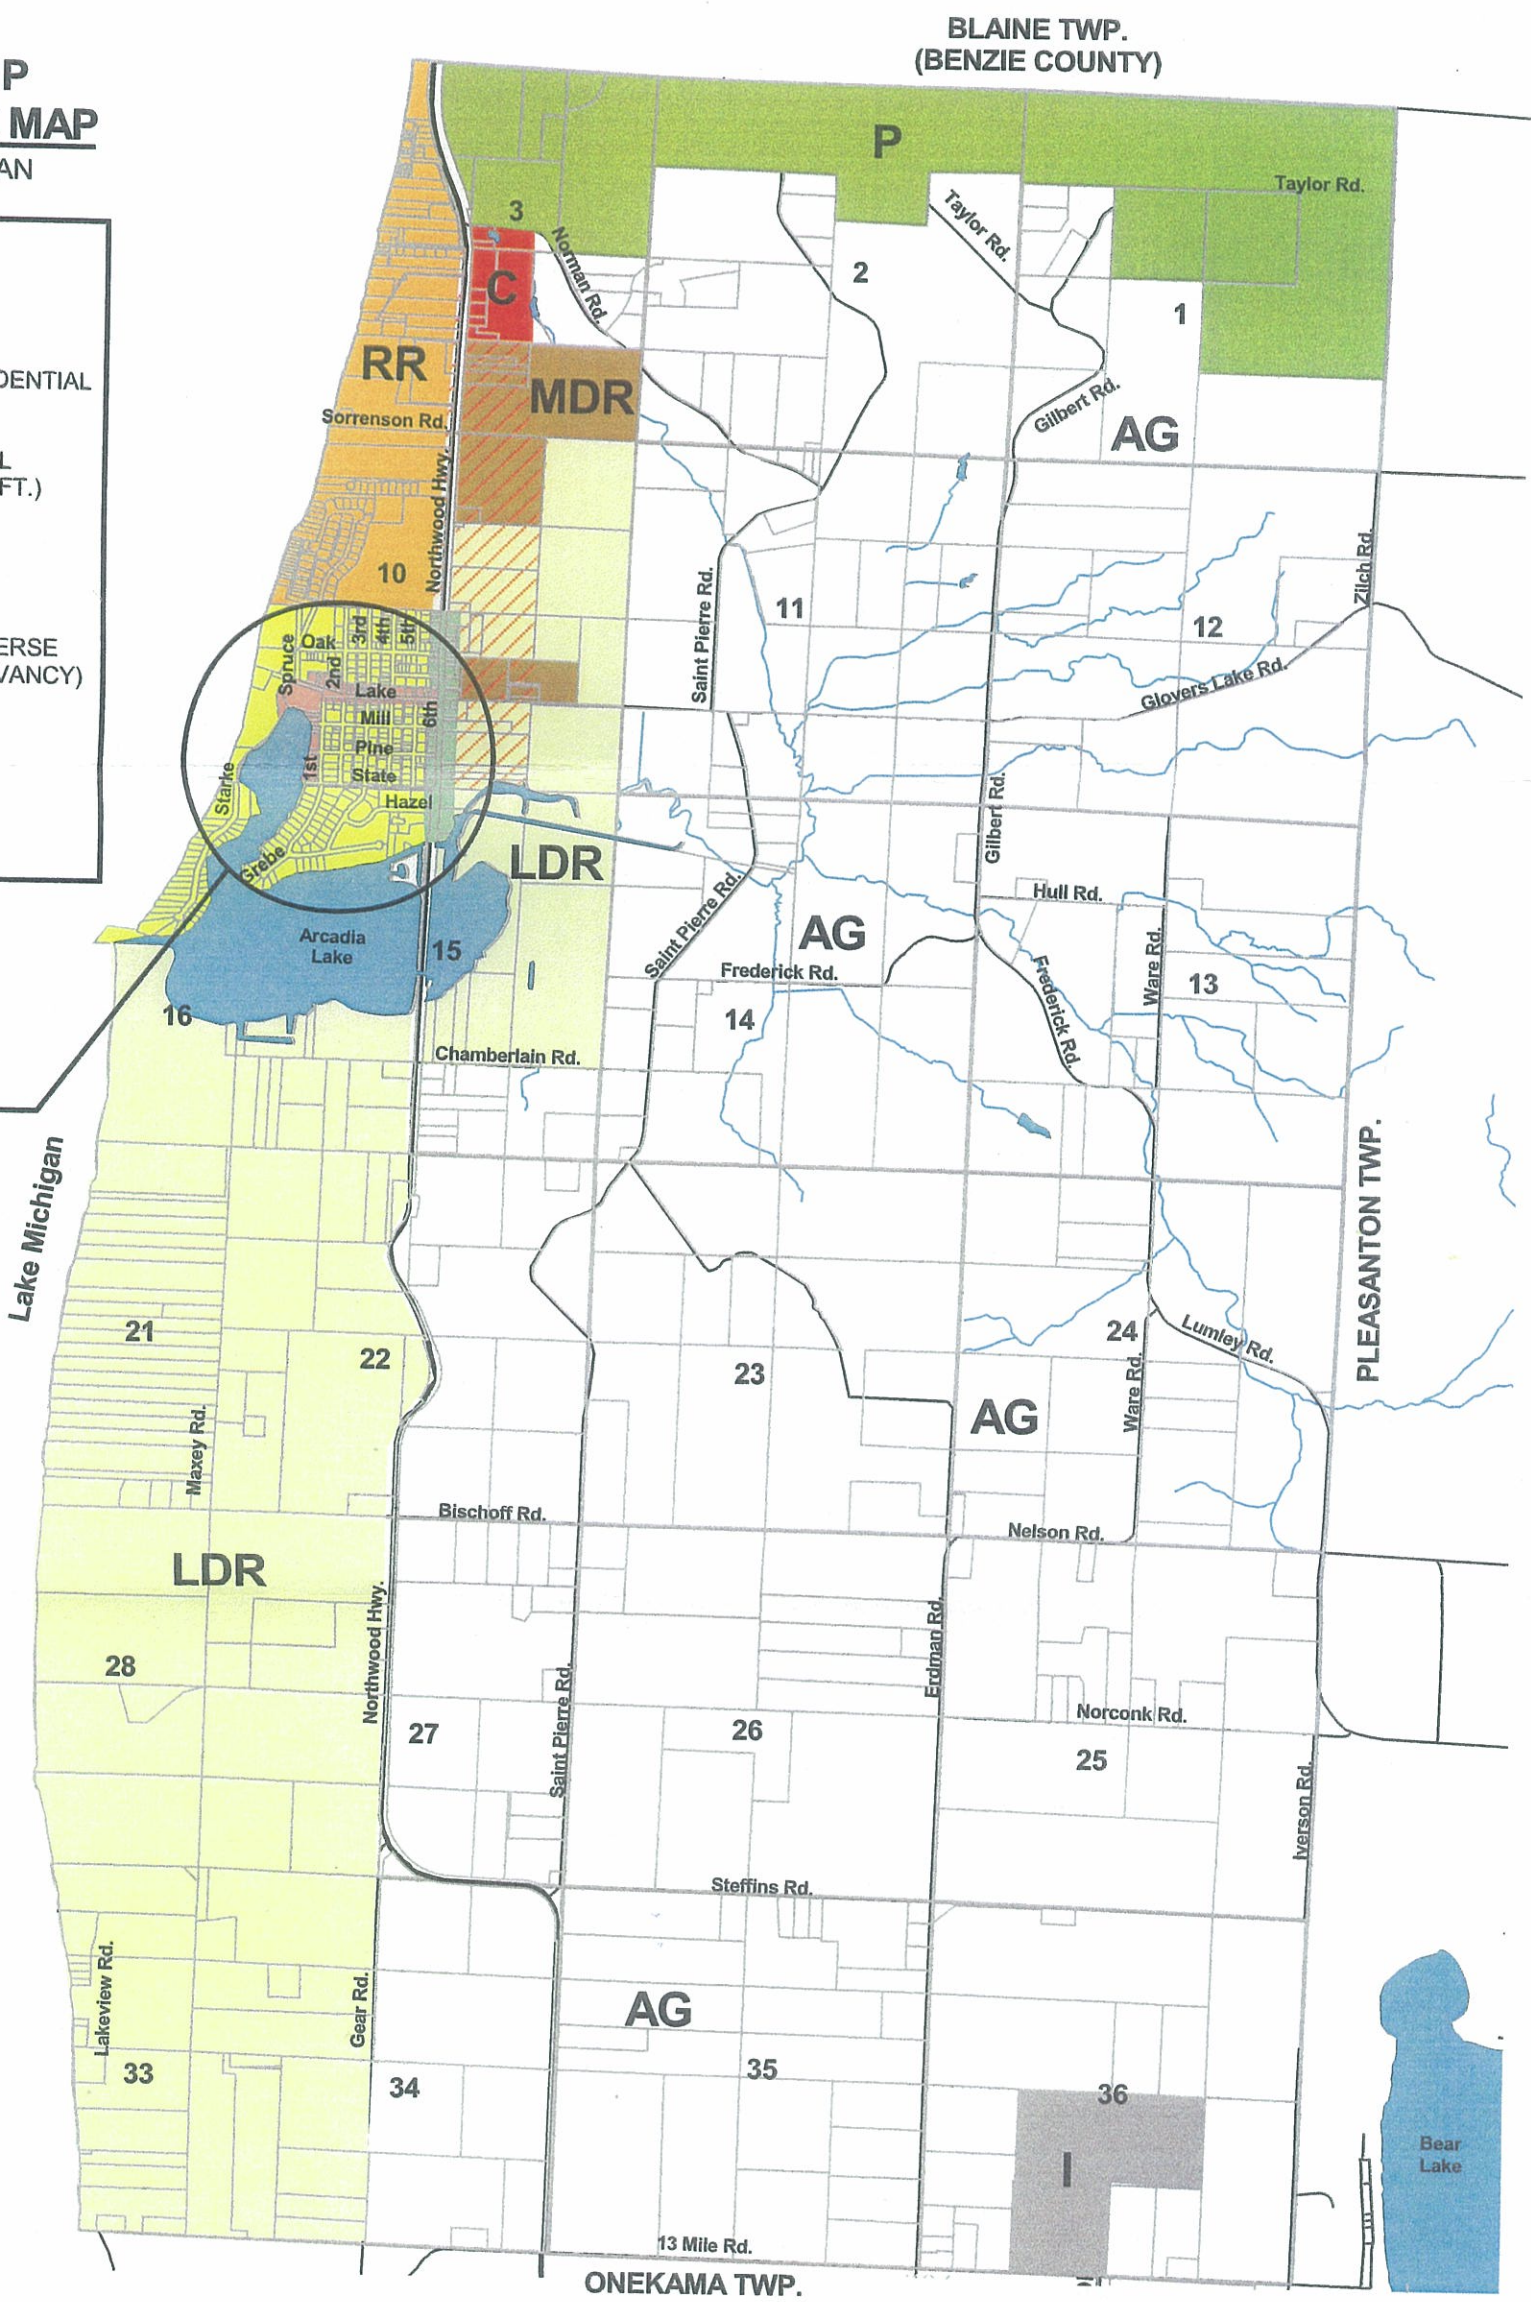 BLAINE TWP.
(BENZIE COUNTY)
P
MAP
AN
DENTIAL
L
FT.)
ERSE
VANCY)
P
Taylor Rd.
Taylor Rd.
3
Norman Rd.
2
C
1
RR
MDR
Gilbert Rd.
AG
Sorrenson Rd.
Northwood Hwy.
10
Zilch Rd.
Saint Pierre Rd.
11
12
Oak
3rd
4th
5th
Spruce
2nd
Glovers Lake Rd.
Lake
Mill
6th
Pine
1st
State
Starke
Hazel
Gilbert Rd.
Grebe
LDR
Hull Rd.
Saint Pierre Rd.
AG
Arcadia
Lake
15
Frederick Rd.
Frederick Rd.
Ware Rd.
13
16
14
Chamberlain Rd.
Lake Michigan
PLEASANTON TWP.
21
22
23
24
Lumley Rd.
Ware Rd.
AG
Maxey Rd.
Bischoff Rd.
Nelson Rd.
LDR
Northwood Hwy.
Erdman Rd.
28
Saint Pierre Rd.
27
26
Norconk Rd.
25
Iverson Rd.
Steffins Rd.
Lakeview Rd.
Gear Rd.
AG
33
34
35
36
I
Bear
Lake
13 Mile Rd.
ONEKAMA TWP.